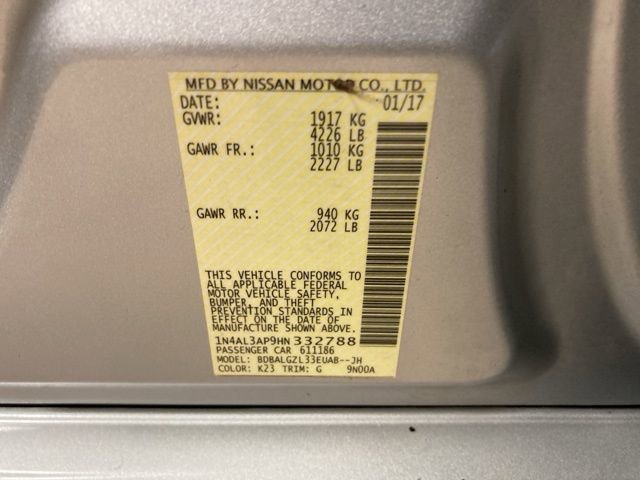 MFD BY NISSAN MOTOR CO., LTD.
DATE: 01/17
GVWR: 1917 KG
4226 LB
GAWR FR.: 1010 KG
2227 LB
GAWR RR.: 940 KG
2072 LB
THIS VEHICLE CONFORMS TO
ALL APPLICABLE FEDERAL
MOTOR VEHICLE SAFETY,
BUMPER, AND THEFT
PREVENTION STANDARDS IN
EFFECT ON THE DATE OF
MANUFACTURE SHOWN ABOVE.
1N4AL3AP9HN 332788
PASSENGER CAR 611186
MODEL: BDBALGZL33EUAB--JH
COLOR: K23 TRIM: G 9N00A